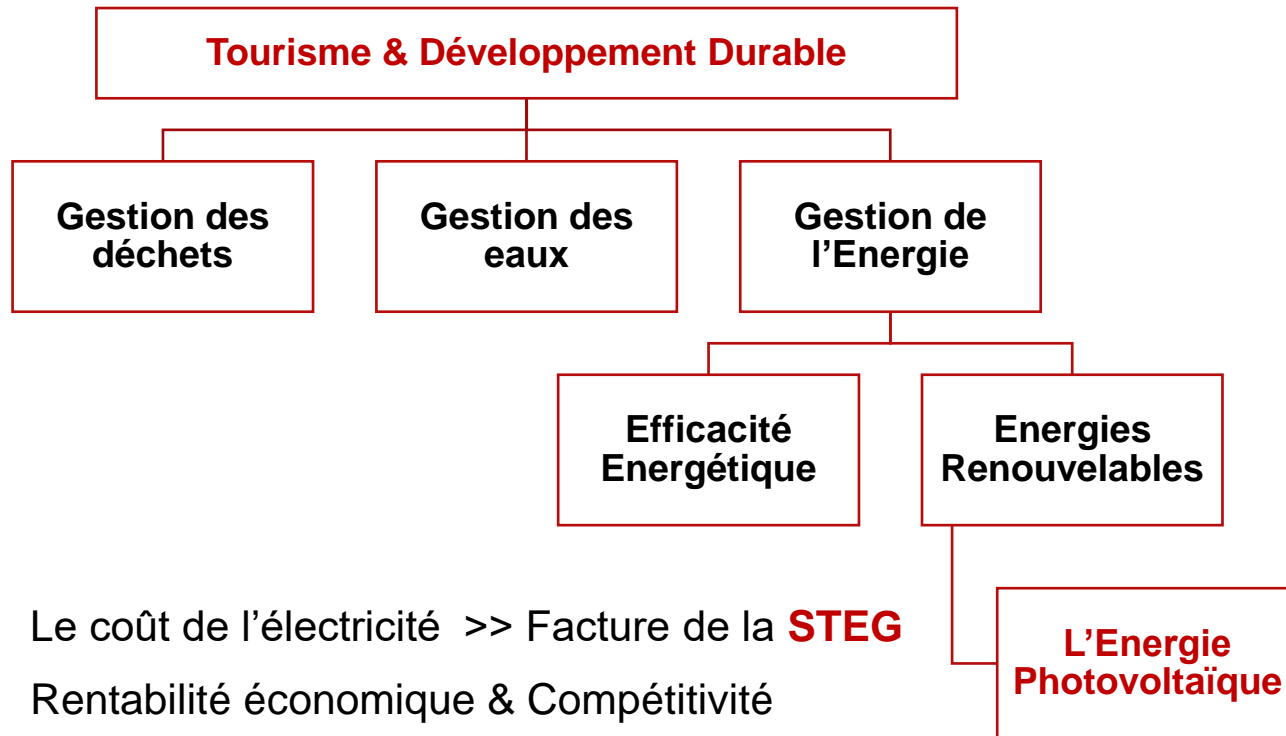 Tourisme & Développement Durable
Gestion des
déchets
Gestion des
eaux
Gestion de
l’Energie
Efficacité
Energétique
Energies
Renouvelables
L’Energie
Photovoltaïque
Le coût de l’électricité >> Facture de la STEG
Rentabilité économique & Compétitivité